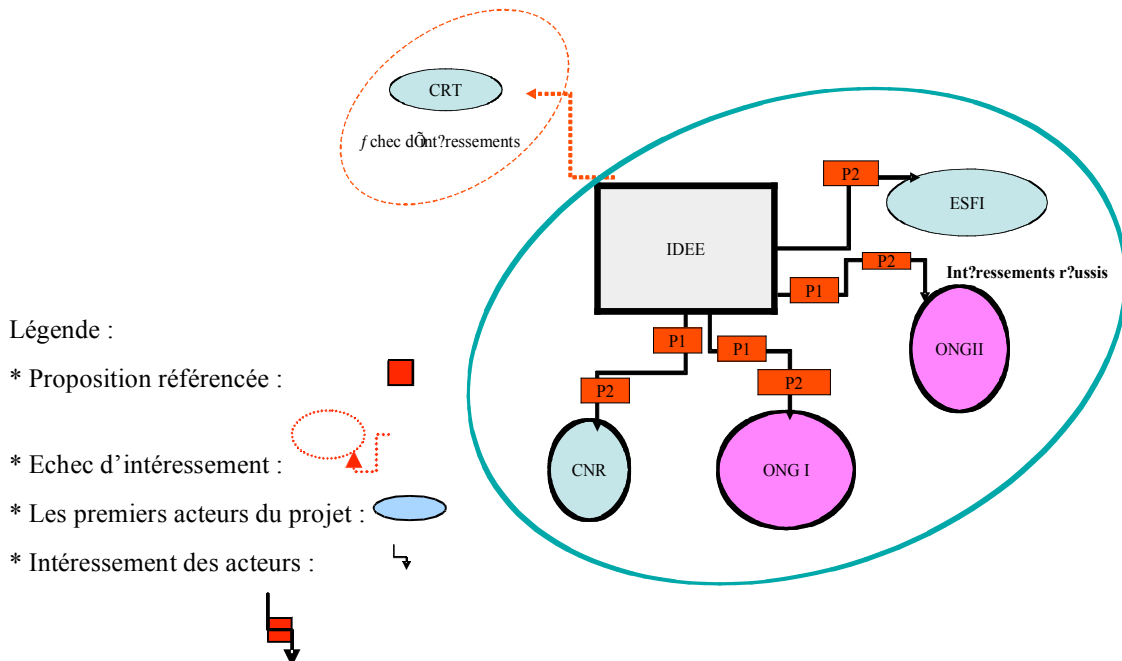 CRT
ƒchec dÕint?ressements
P2
ESFI
IDEE
P2
Int?ressements r?ussis
P1
Légende :
P1
P1
ONGII
* Proposition référencée :
P2
P2
CNR
ONG I
* Echec d’intéressement :
* Les premiers acteurs du projet :
* Intéressement des acteurs :